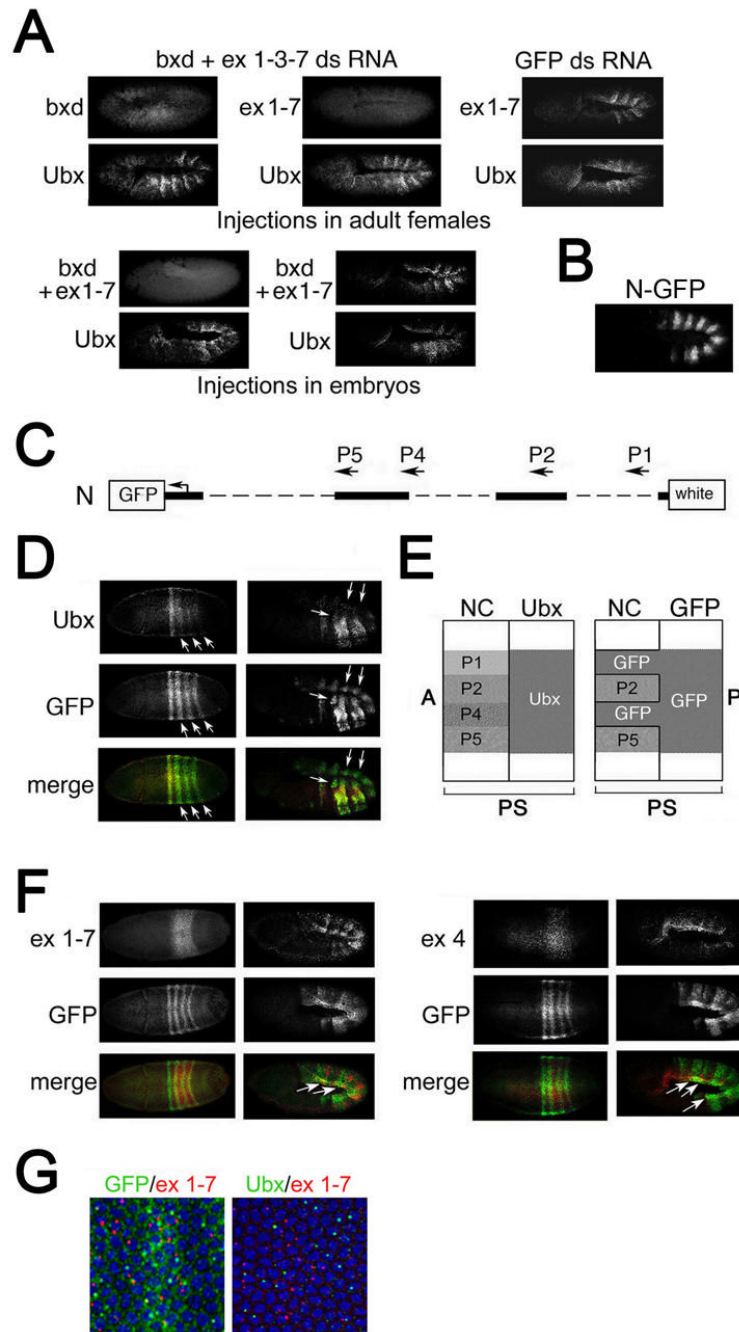 A
bxd + ex 1-3-7 ds RNA
GFP ds RNA
bxd
ex 1-7
ex1-7
Ubx
Ubx
Ubx
Injections in adult females
bxd
+ex1-7
bxd
+ex1-7
Ubx
Ubx
Injections in embryos
B
N-GFP
C
P5 P4 P2 P1
N GFP white
D
Ubx
GFP
merge
E
NC Ubx NC GFP
P1
P2
P4
P5
A
Ubx
GFP
P2
GFP
P5
GFP
P
PS PS
F
ex 1-7
GFP
merge
ex 4
GFP
merge
G
GFP/ex 1-7 Ubx/ex 1-7